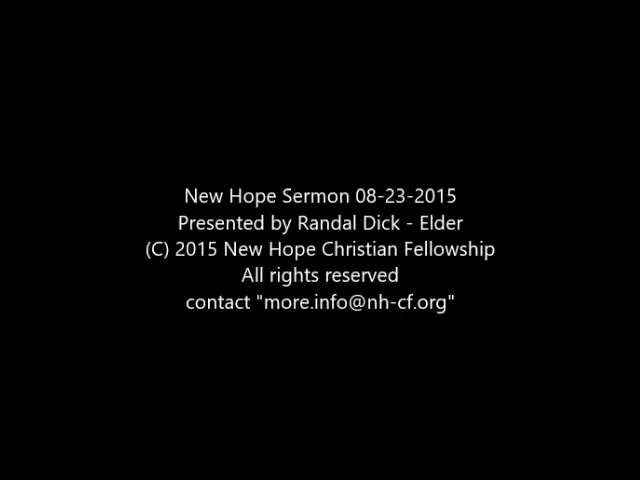 New Hope Sermon 08-23-2015
Presented by Randal Dick - Elder
(C) 2015 New Hope Christian Fellowship
All rights reserved
contact "more.info@nh-cf.org"